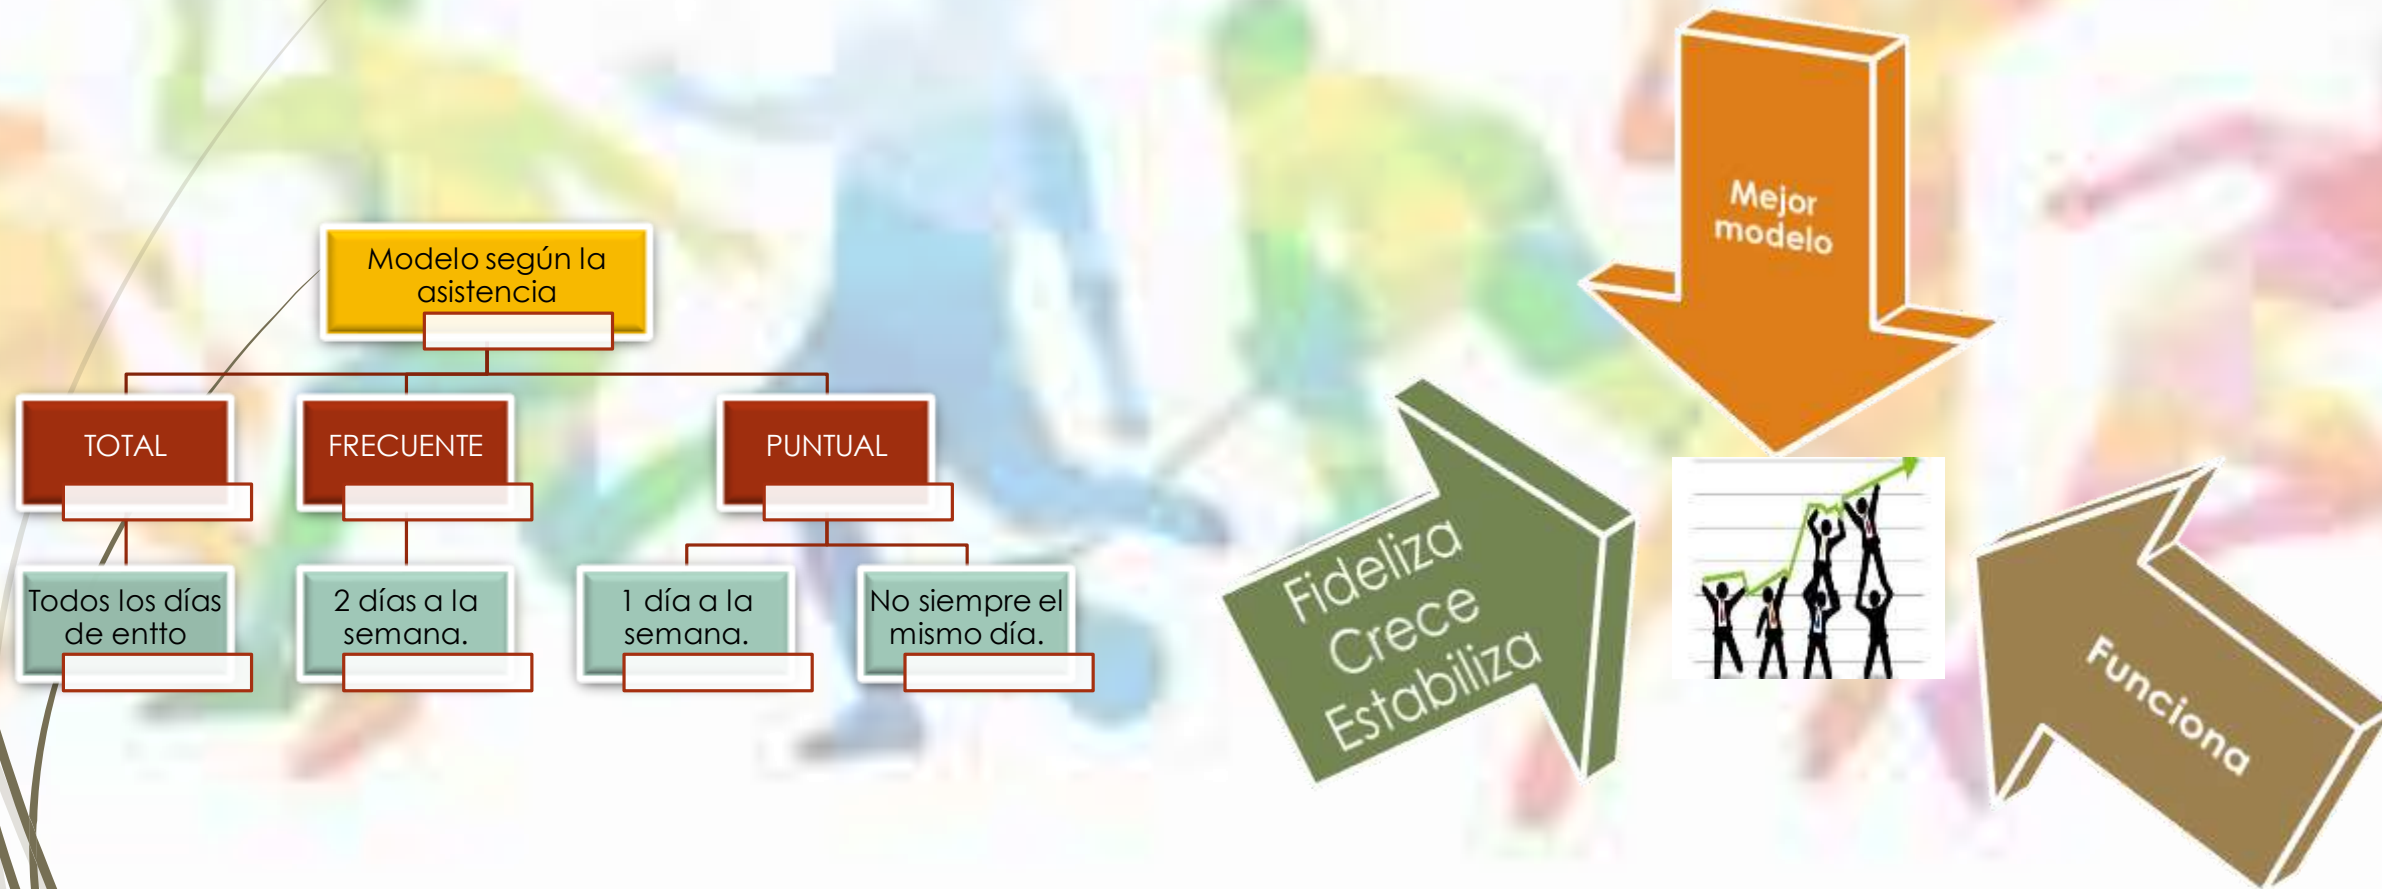 Modelo según la
asistencia
TOTAL
FRECUENTE
PUNTUAL
Todos los días
de entto
2 días a la
semana.
1 día a la
semana.
No siempre el
mismo día.
Mejor
modelo
Fideliza
Crece
Estabiliza
Funciona